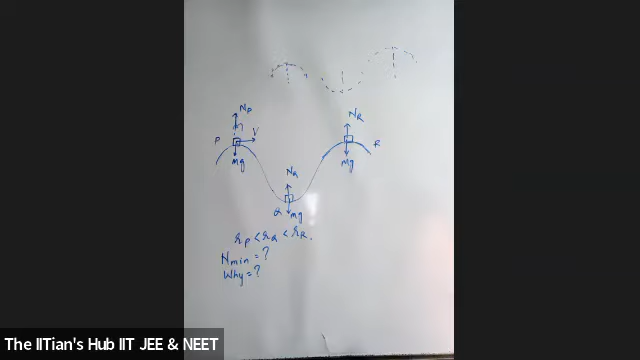 NP
m
V
P
Mg
NR
R
Mg
NQ
Q
Mg
rP < rQ < rR.
Nmin = ?
Why = ?
The IITian's Hub IIT JEE & NEET